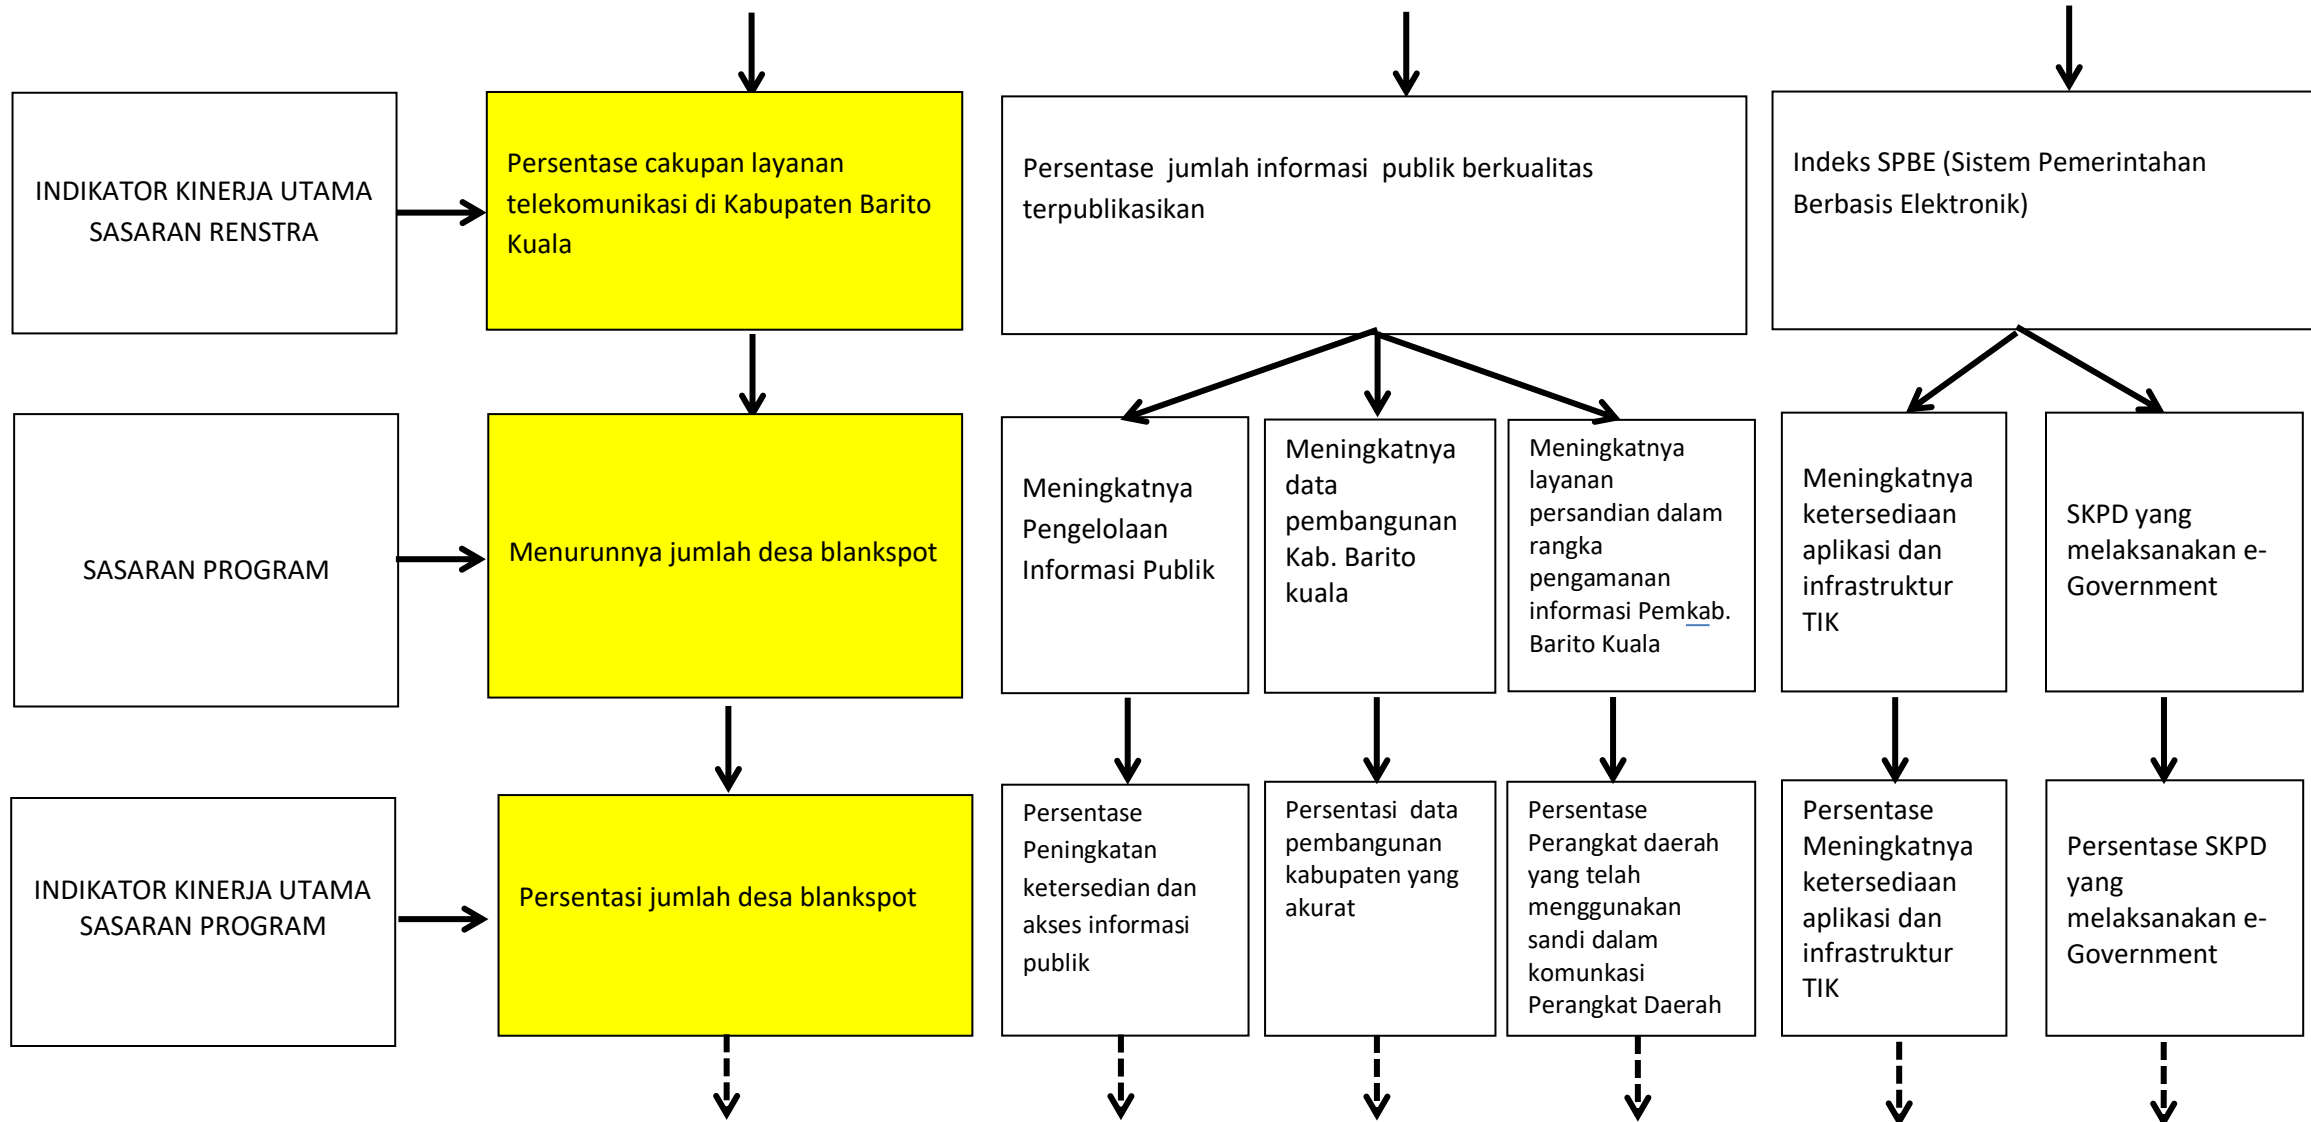 INDIKATOR KINERJA UTAMA
SASARAN RENSTRA
Persentase cakupan layanan
telekomunikasi di Kabupaten Barito
Kuala
Persentase  jumlah informasi  publik berkualitas
terpublikasikan
Indeks SPBE (Sistem Pemerintahan
Berbasis Elektronik)
SASARAN PROGRAM
Menurunnya jumlah desa blankspot
Meningkatnya
Pengelolaan
Informasi Publik
Meningkatnya
data
pembangunan
Kab. Barito
kuala
Meningkatnya
layanan
persandian dalam
rangka
pengamanan
informasi Pemkab.
Barito Kuala
Meningkatnya
ketersediaan
aplikasi dan
infrastruktur
TIK
SKPD yang
melaksanakan e-
Government
INDIKATOR KINERJA UTAMA
SASARAN PROGRAM
Persentasi jumlah desa blankspot
Persentase
Peningkatan
ketersedian dan
akses informasi
publik
Persentasi  data
pembangunan
kabupaten yang
akurat
Persentase
Perangkat daerah
yang telah
menggunakan
sandi dalam
komunkasi
Perangkat Daerah
Persentase
Meningkatnya
ketersediaan
aplikasi dan
infrastruktur
TIK
Persentase SKPD
yang
melaksanakan e-
Government